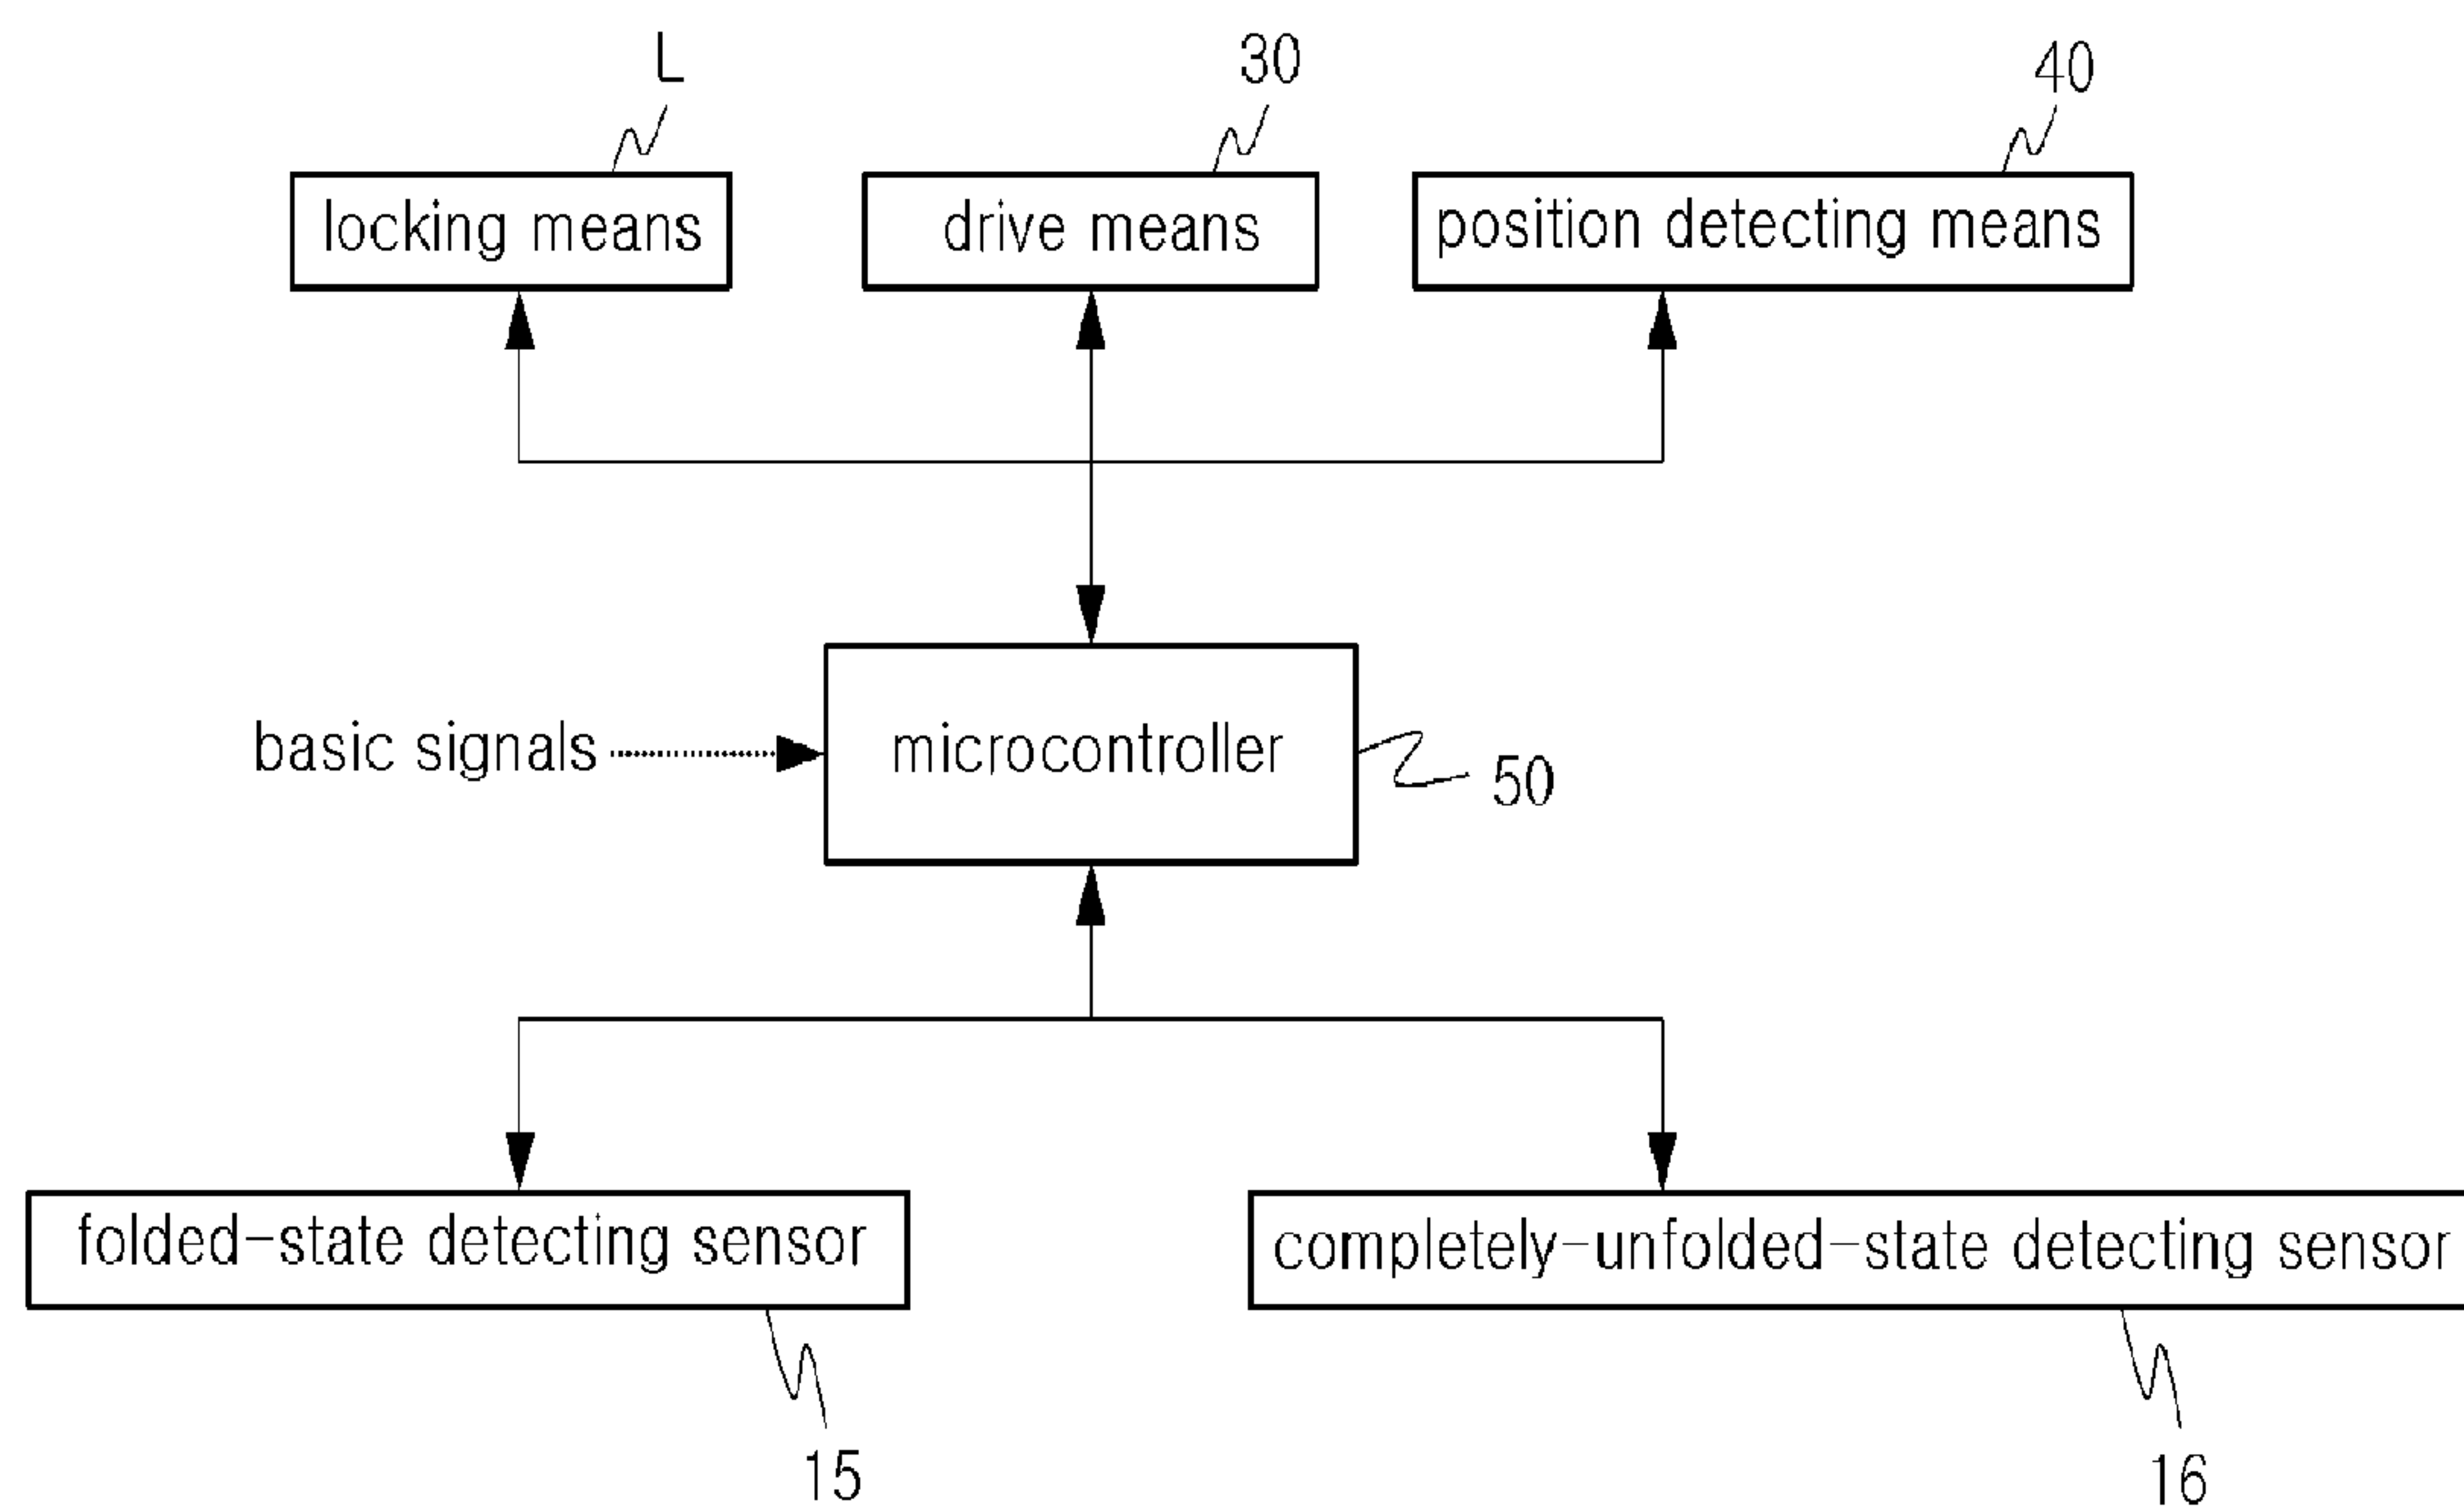 L
30
40
locking means
drive means
position detecting means
basic signals
microcontroller
50
folded-state detecting sensor
completely-unfolded-state detecting sensor
15
16